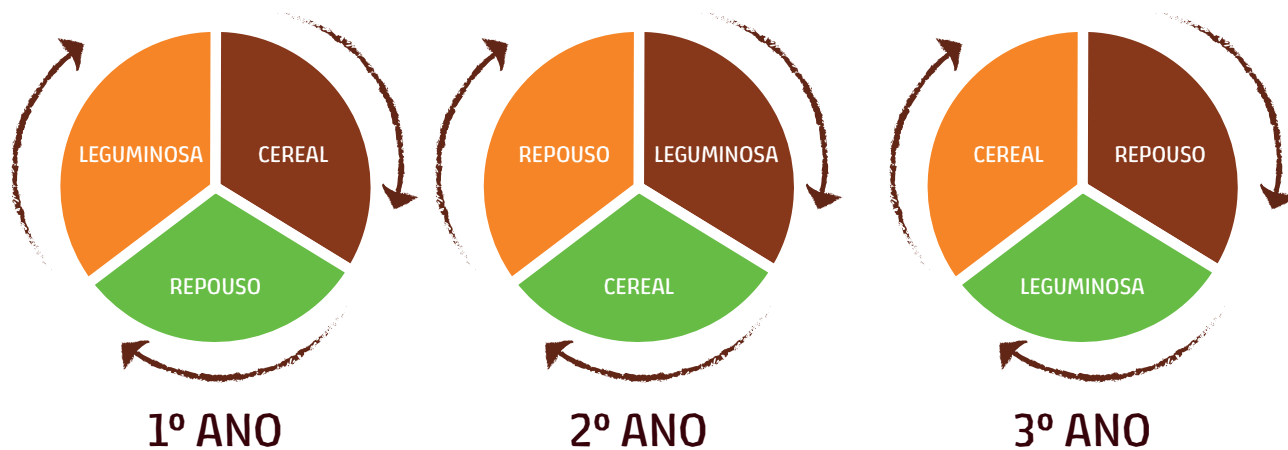 LEGUMINOSA
CEREAL
REPOUSO
1º ANO
REPOUSO
LEGUMINOSA
CEREAL
2º ANO
CEREAL
REPOUSO
LEGUMINOSA
3º ANO